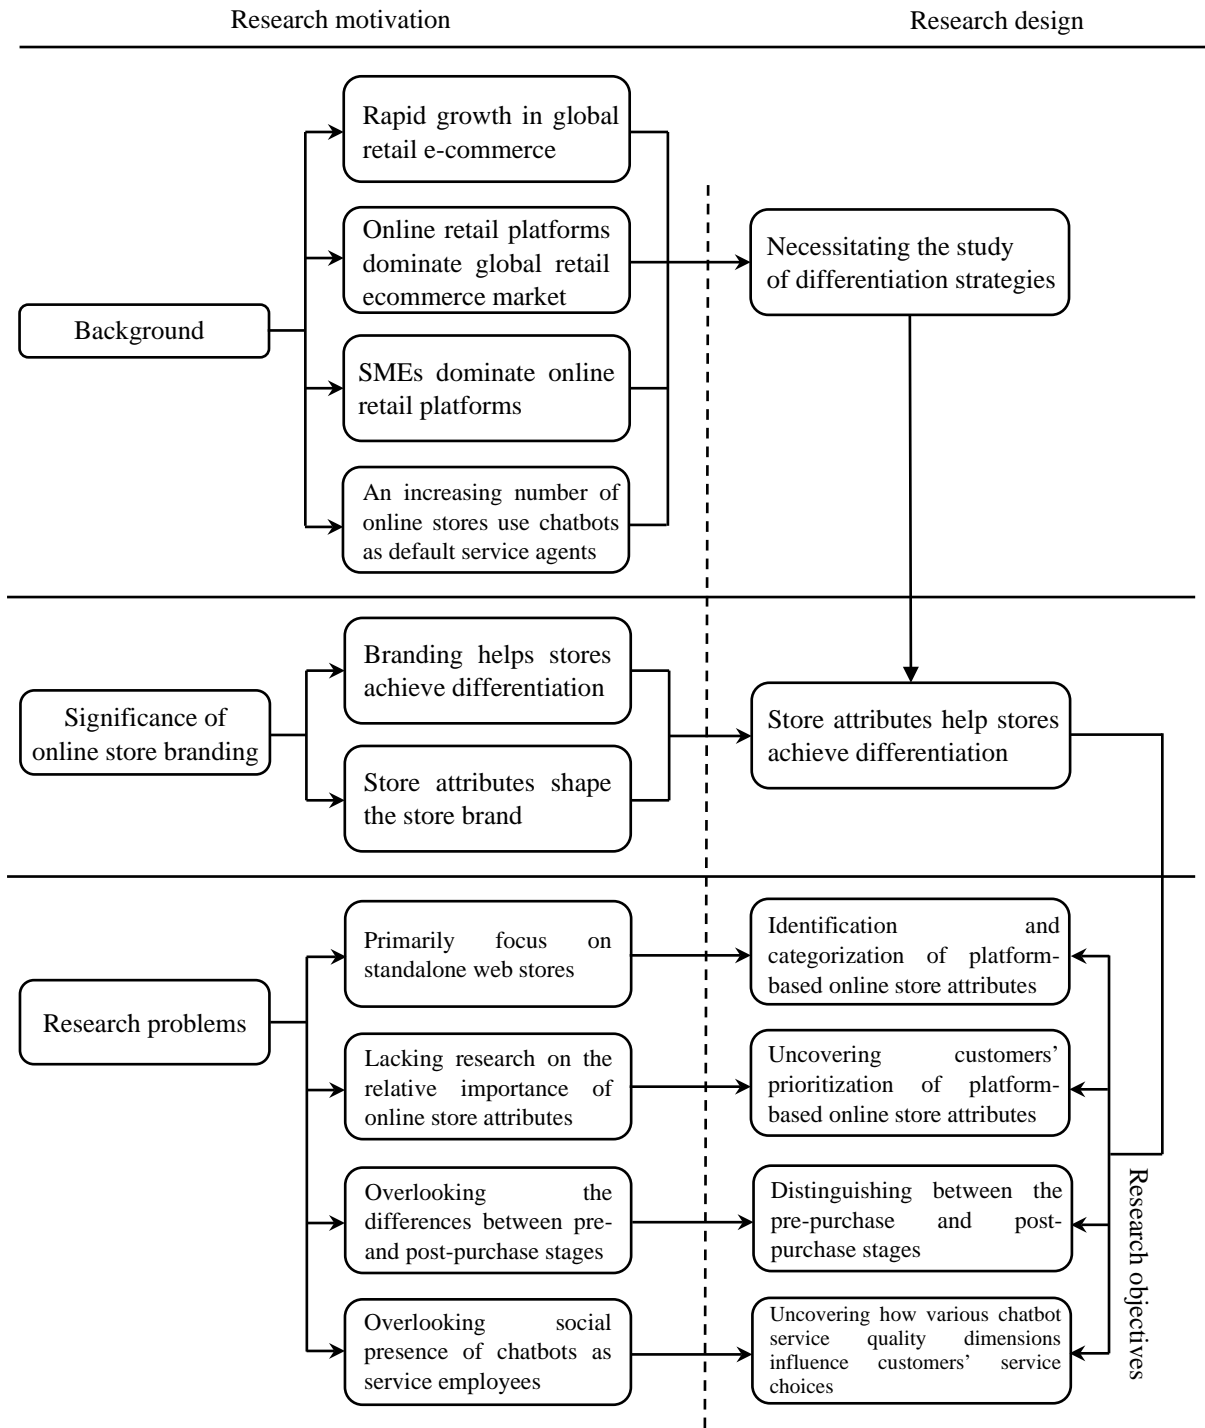 Research motivation
Research design
Rapid growth in global
retail e-commerce
Online retail platforms
dominate global retail
ecommerce market
Necessitating the study
of differentiation strategies
Background
SMEs dominate online
retail platforms
An increasing number of
online stores use chatbots
as default service agents
Branding helps stores
achieve differentiation
Significance of
online store branding
Store attributes help stores
achieve differentiation
Store attributes shape
the store brand
Primarily focus on
standalone web stores
Identification and
categorization of platform-
based online store attributes
Research problems
Lacking research on the
relative importance of
online store attributes
Uncovering customers’
prioritization of platform-
based online store attributes
Overlooking the
differences between pre-
and post-purchase stages
Distinguishing between the
pre-purchase and post-
purchase stages
Research objectives
Overlooking social
presence of chatbots as
service employees
Uncovering how various chatbot
service quality dimensions
influence customers’ service
choices